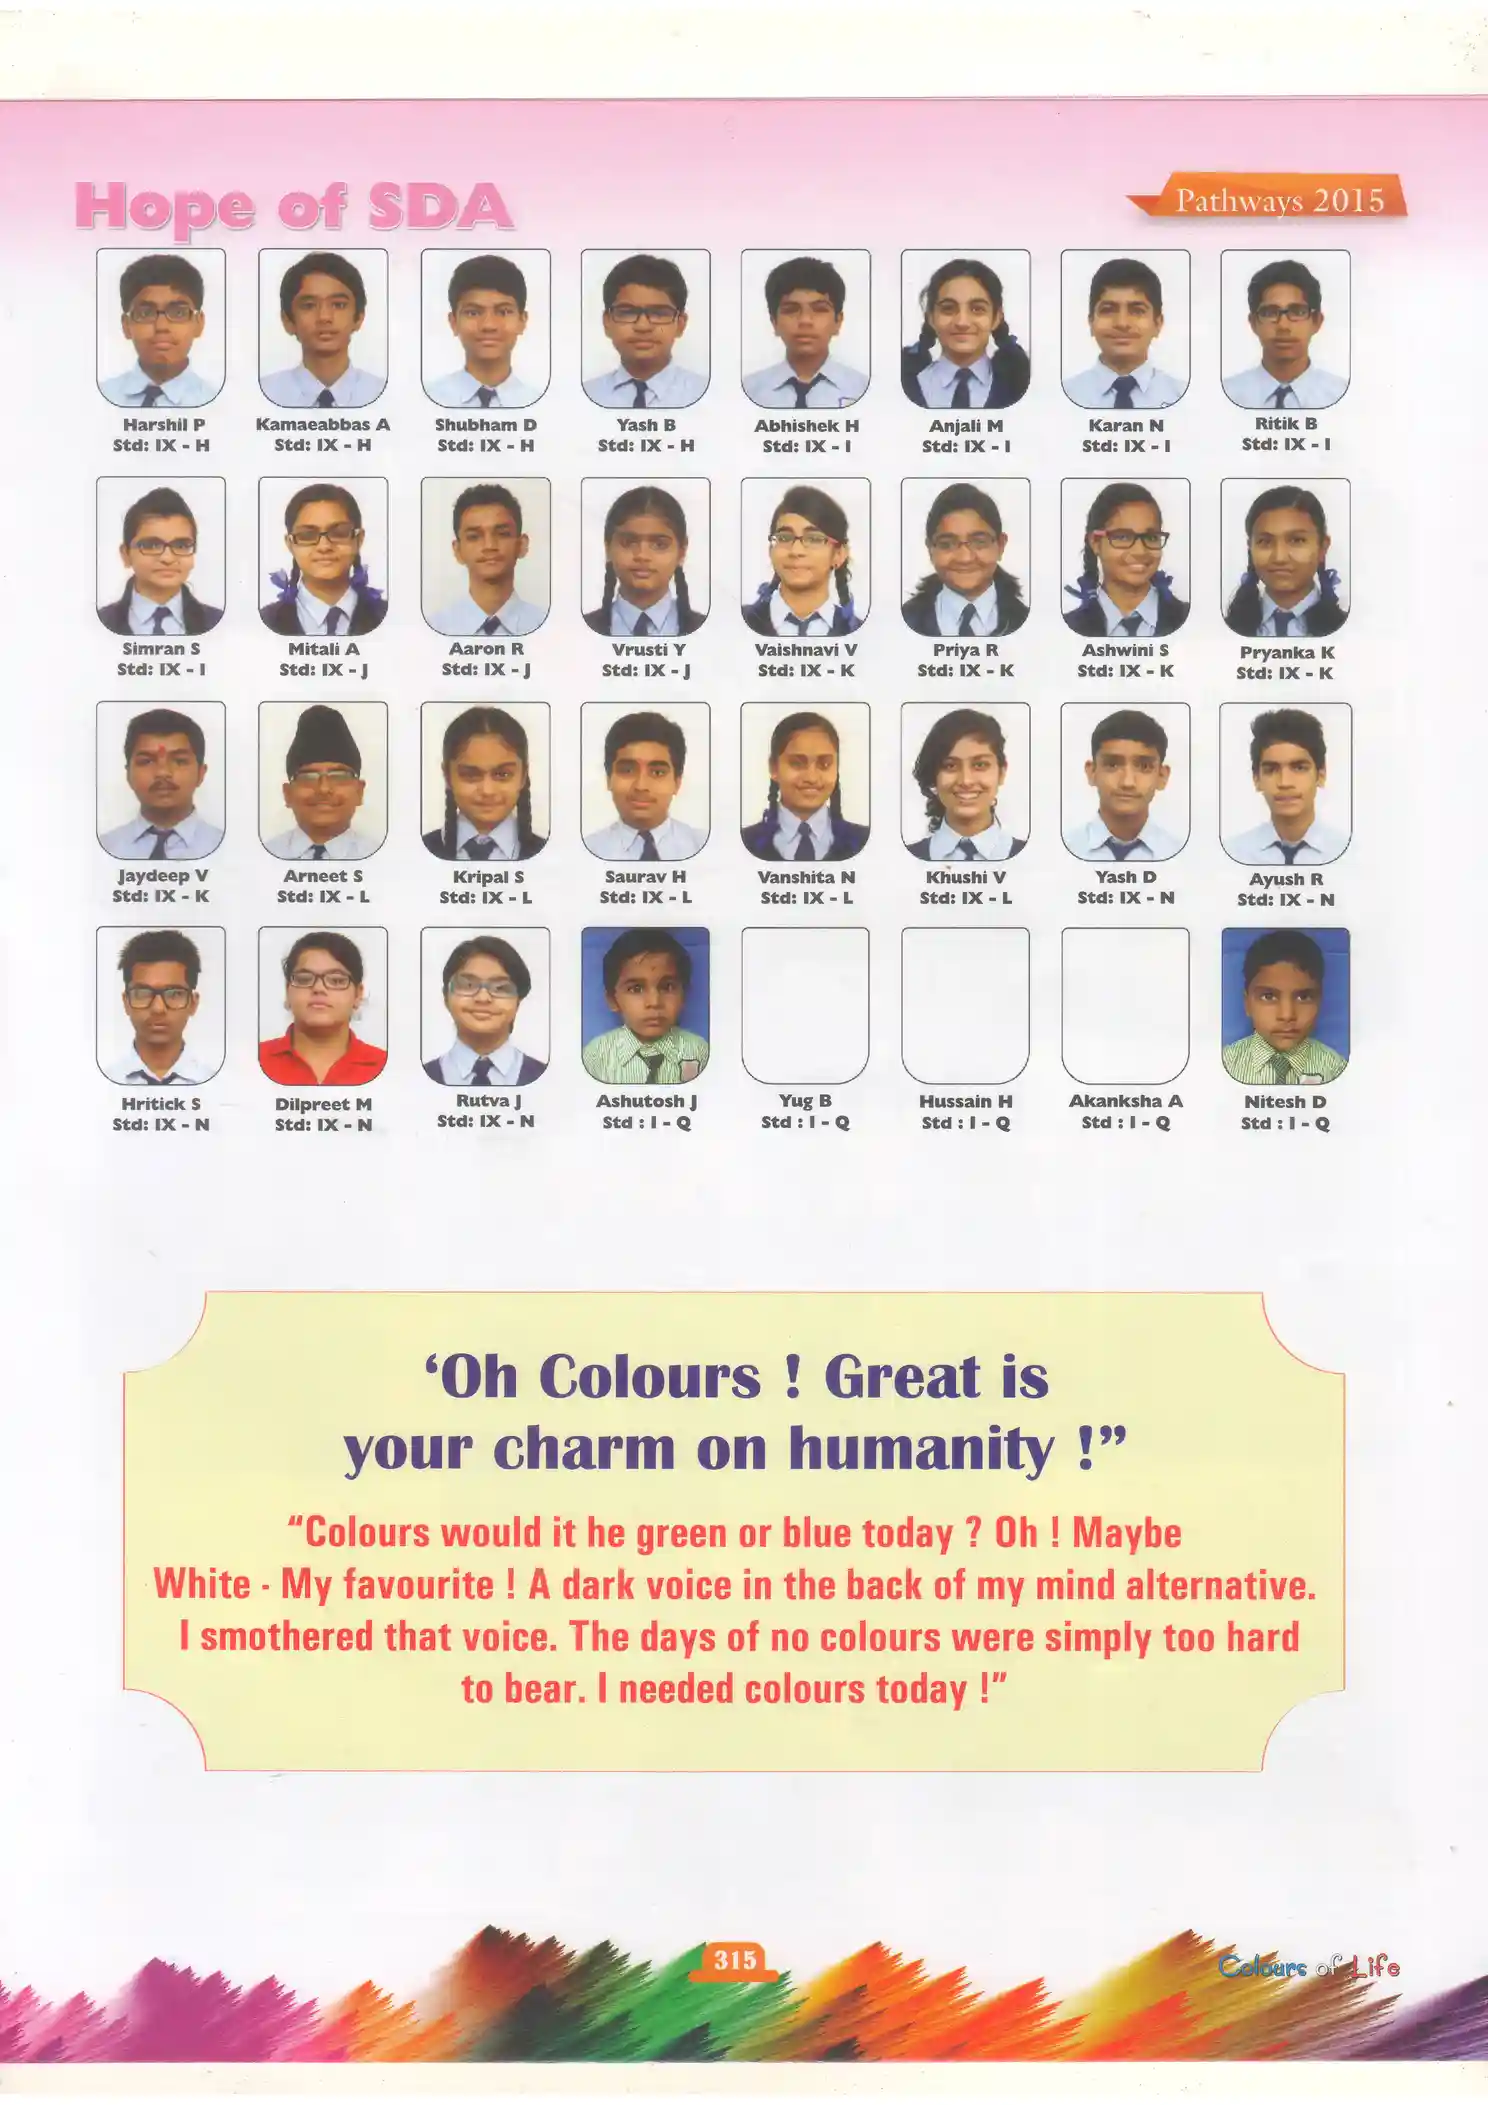 Hope of SDA
Pathways 2015
Harshil P Kamaeabbas A Shubham D Yash B Abhishek H Anjali M Karan N Ritik B
Std: IX - H Std: IX - H Std: IX - H Std: IX - H Std: IX - I Std: IX - I Std: IX - I Std: IX - I
Simran S Mitali A Aaron R Vrusti Y Vaishnavi V Priya R Ashwini S Pryanka K
Std: IX - I Std: IX - J Std: IX - J Std: IX - J Std: IX - K Std: IX - K Std: IX - K Std: IX - K
Jaydeep V Arneet S Kripal S Saurav H Vanshita N Khushi V Yash D Ayush R
Std: IX - K Std: IX - L Std: IX - L Std: IX - L Std: IX - L Std: IX - L Std: IX - N Std: IX - N
Hritick S Dilpreet M Rutva J Ashutosh J Yug B Hussain H Akanksha A Nitesh D
Std: IX - N Std: IX - N Std: IX - N Std : I - Q Std : I - Q Std : I - Q Std : I - Q Std : I - Q
‘Oh Colours ! Great is
your charm on humanity !”
“Colours would it he green or blue today ? Oh ! Maybe
White - My favourite ! A dark voice in the back of my mind alternative.
I smothered that voice. The days of no colours were simply too hard
to bear. I needed colours today !”
315
Colours of Life